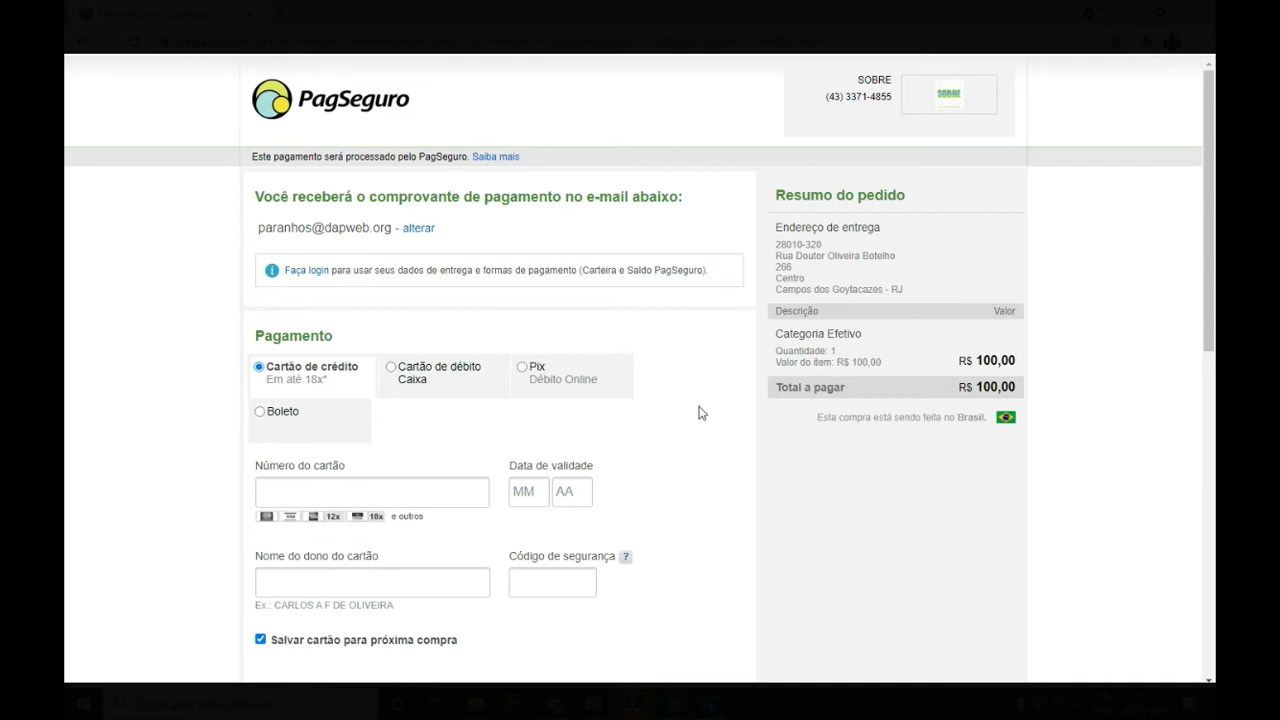 PagSeguro
SOBRE
(43) 3371-4855
SOBRE
Este pagamento será processado pelo PagSeguro. Saiba mais
Você receberá o comprovante de pagamento no e-mail abaixo:
paranhos@dapweb.org - alterar
Faça login para usar seus dados de entrega e formas de pagamento (Carteira e Saldo PagSeguro).
Resumo do pedido
Endereço de entrega
28010-320
Rua Doutor Oliveira Botelho
266
Centro
Campos dos Goytacazes - RJ
Descrição Valor
Categoria Efetivo
Quantidade: 1
Valor do item: R$ 100,00 R$ 100,00
Total a pagar R$ 100,00
Esta compra está sendo feita no Brasil.
Pagamento
Cartão de crédito
Em até 18x*
Cartão de débito
Caixa
Pix
Débito Online
Boleto
Número do cartão Data de validade
MM AA
12x 18x e outros
Nome do dono do cartão Código de segurança ?
Ex.: CARLOS A F DE OLIVEIRA
Salvar cartão para próxima compra